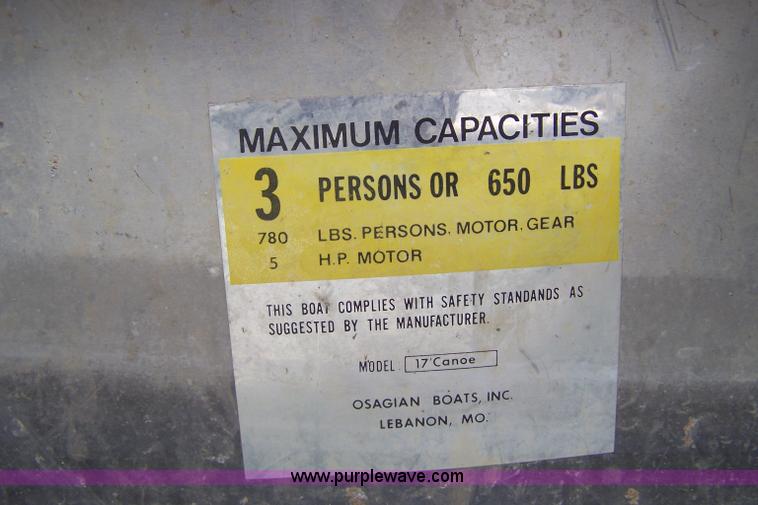 MAXIMUM CAPACITIES
3 PERSONS OR 650 LBS
780 LBS. PERSONS, MOTOR, GEAR
5 H.P. MOTOR
THIS BOAT COMPLIES WITH SAFETY STANDARDS AS
SUGGESTED BY THE MANUFACTURER.
MODEL 17'Canoe
OSAGIAN BOATS, INC.
LEBANON, MO.
www.purplewave.com